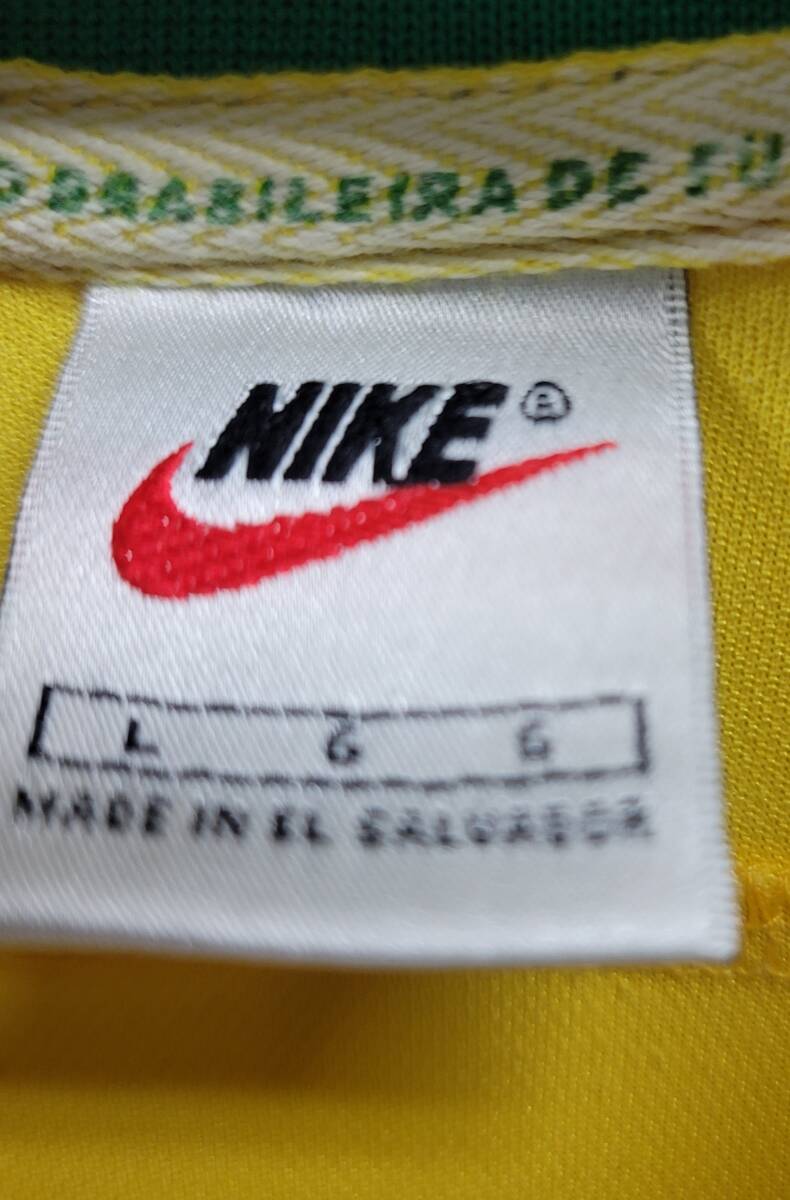 BRASILEIRA DE
NIKE®
L G G
MADE IN EL SALVADOR